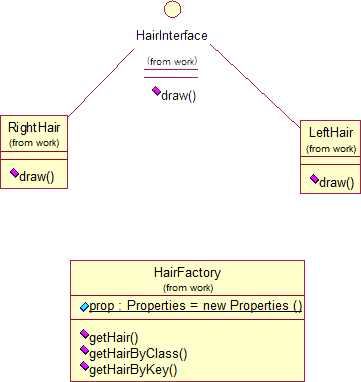 HairInterface
(from work)
draw()
RightHair
(from work)
draw()
LeftHair
(from work)
draw()
HairFactory
(from work)
prop : Properties = new Properties ()
getHair()
getHairByClass()
getHairByKey()